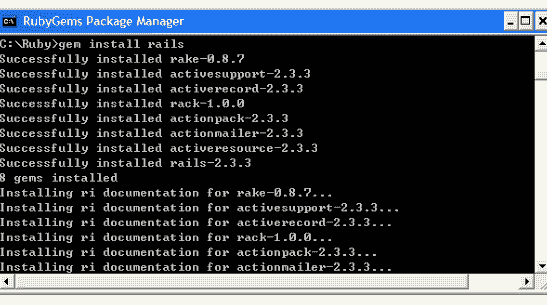 RubyGems Package Manager
C:\Ruby>gem install rails
Successfully installed rake-0.8.7
Successfully installed activesupport-2.3.3
Successfully installed activerecord-2.3.3
Successfully installed rack-1.0.0
Successfully installed actionpack-2.3.3
Successfully installed actionmailer-2.3.3
Successfully installed activeresource-2.3.3
Successfully installed rails-2.3.3
8 gems installed
Installing ri documentation for rake-0.8.7...
Installing ri documentation for activesupport-2.3.3...
Installing ri documentation for activerecord-2.3.3...
Installing ri documentation for rack-1.0.0...
Installing ri documentation for actionpack-2.3.3...
Installing ri documentation for actionmailer-2.3.3...